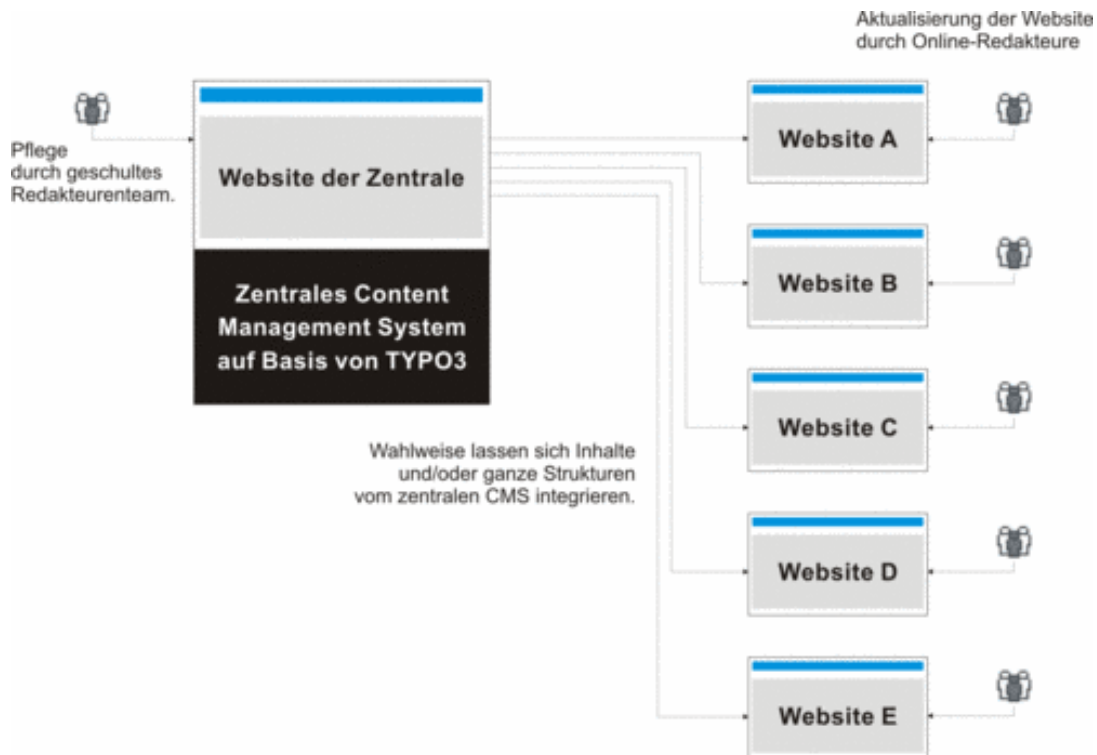 Aktualisierung der Website
durch Online-Redakteure
Pflege
durch geschultes
Redakteurenteam.
Website der Zentrale
Zentrales Content
Management System
auf Basis von TYPO3
Wahlweise lassen sich Inhalte
und/oder ganze Strukturen
vom zentralen CMS integrieren.
Website A
Website B
Website C
Website D
Website E